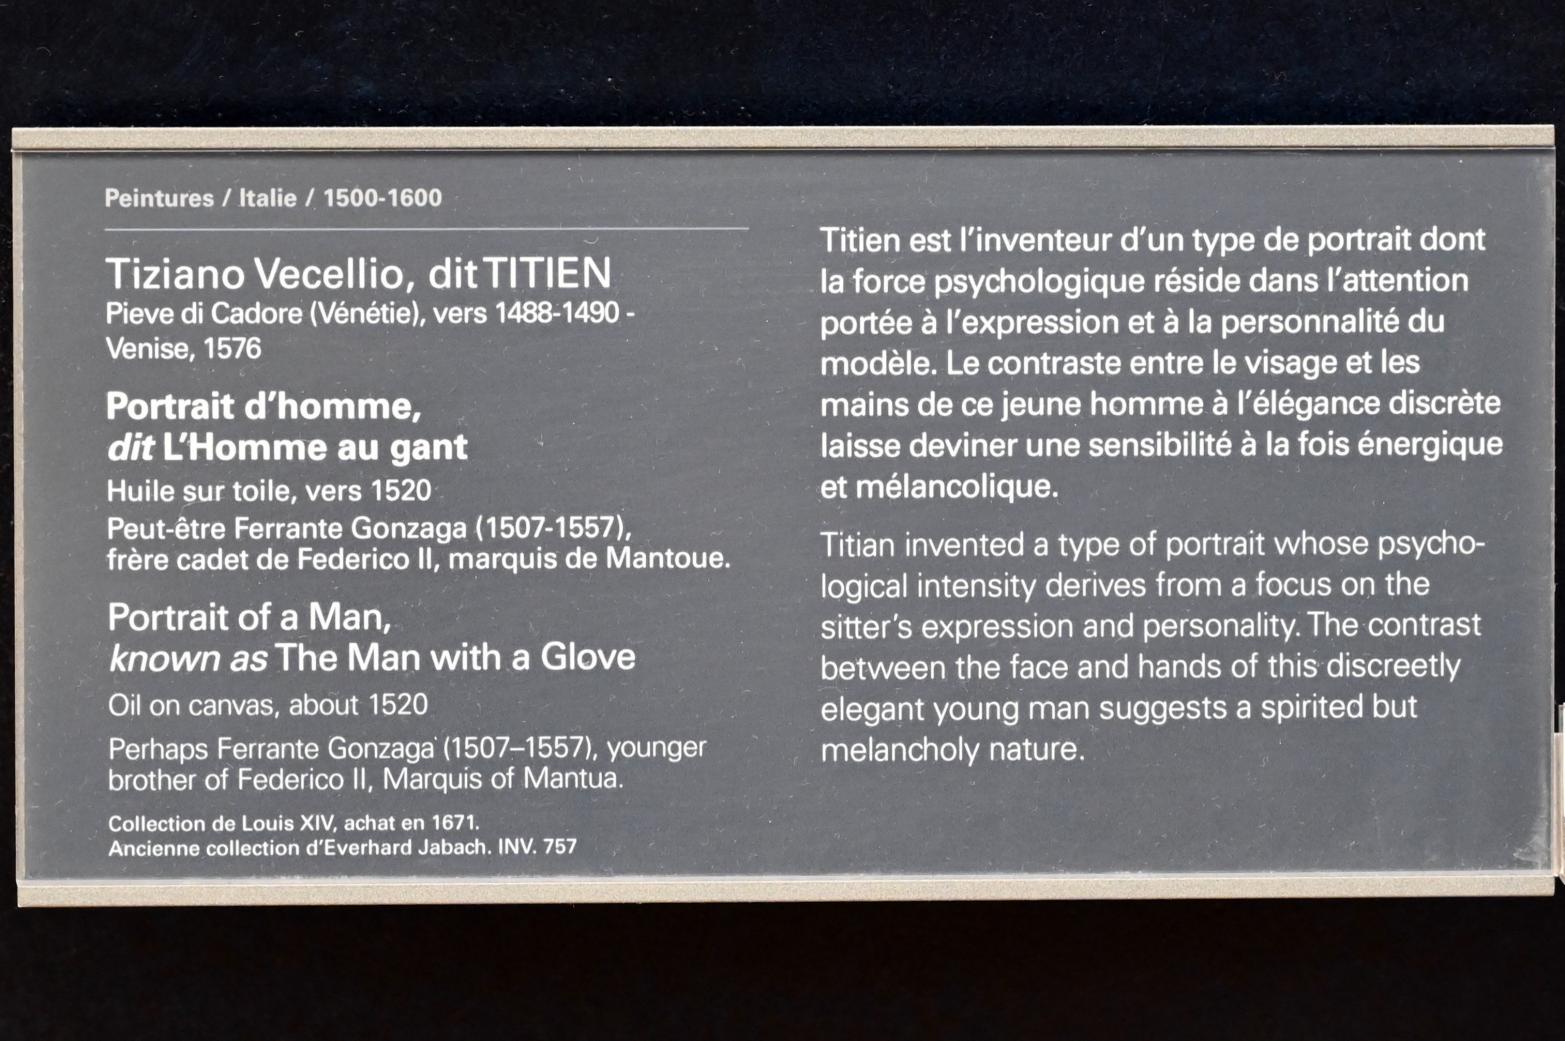 Peintures / Italie / 1500-1600
Tiziano Vecellio, dit TITIEN
Pieve di Cadore (Vénétie), vers 1488-1490 -
Venise, 1576
Portrait d'homme,
dit L'Homme au gant
Huile sur toile, vers 1520
Peut-être Ferrante Gonzaga (1507-1557),
frère cadet de Federico II, marquis de Mantoue.
Portrait of a Man,
known as The Man with a Glove
Oil on canvas, about 1520
Perhaps Ferrante Gonzaga (1507–1557), younger
brother of Federico II, Marquis of Mantua.
Collection de Louis XIV, achat en 1671.
Ancienne collection d'Everhard Jabach. INV. 757
Titien est l'inventeur d'un type de portrait dont
la force psychologique réside dans l'attention
portée à l'expression et à la personnalité du
modèle. Le contraste entre le visage et les
mains de ce jeune homme à l'élégance discrète
laisse deviner une sensibilité à la fois énergique
et mélancolique.
Titian invented a type of portrait whose psycho-
logical intensity derives from a focus on the
sitter's expression and personality. The contrast
between the face and hands of this discreetly
elegant young man suggests a spirited but
melancholy nature.